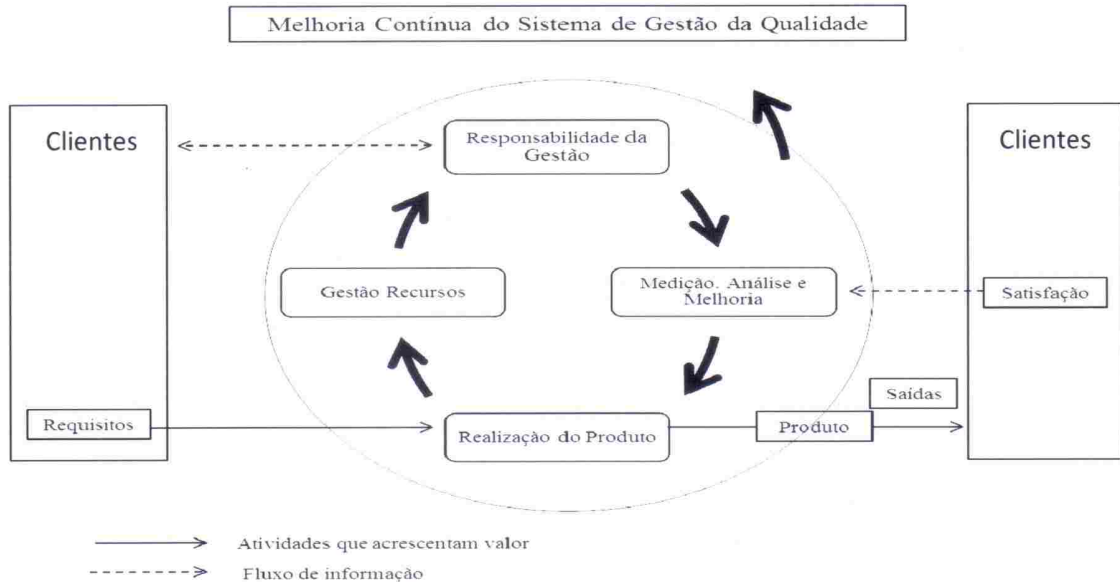 Melhoria Contínua do Sistema de Gestão da Qualidade
Clientes
Responsabilidade da
Gestão
Clientes
Gestão Recursos
Medição. Análise e
Melhoria
Satisfação
Requisitos
Realização do Produto
Produto
Saídas
Atividades que acrescentam valor
Fluxo de informação